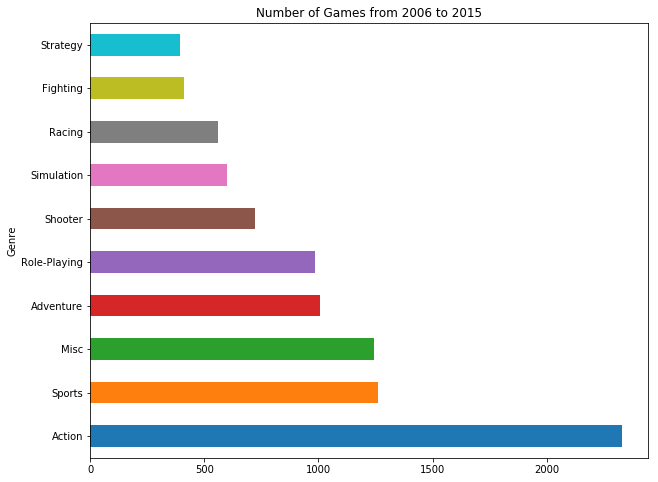 Number of Games from 2006 to 2015
Genre
Strategy
Fighting
Racing
Simulation
Shooter
Role-Playing
Adventure
Misc
Sports
Action
0 500 1000 1500 2000